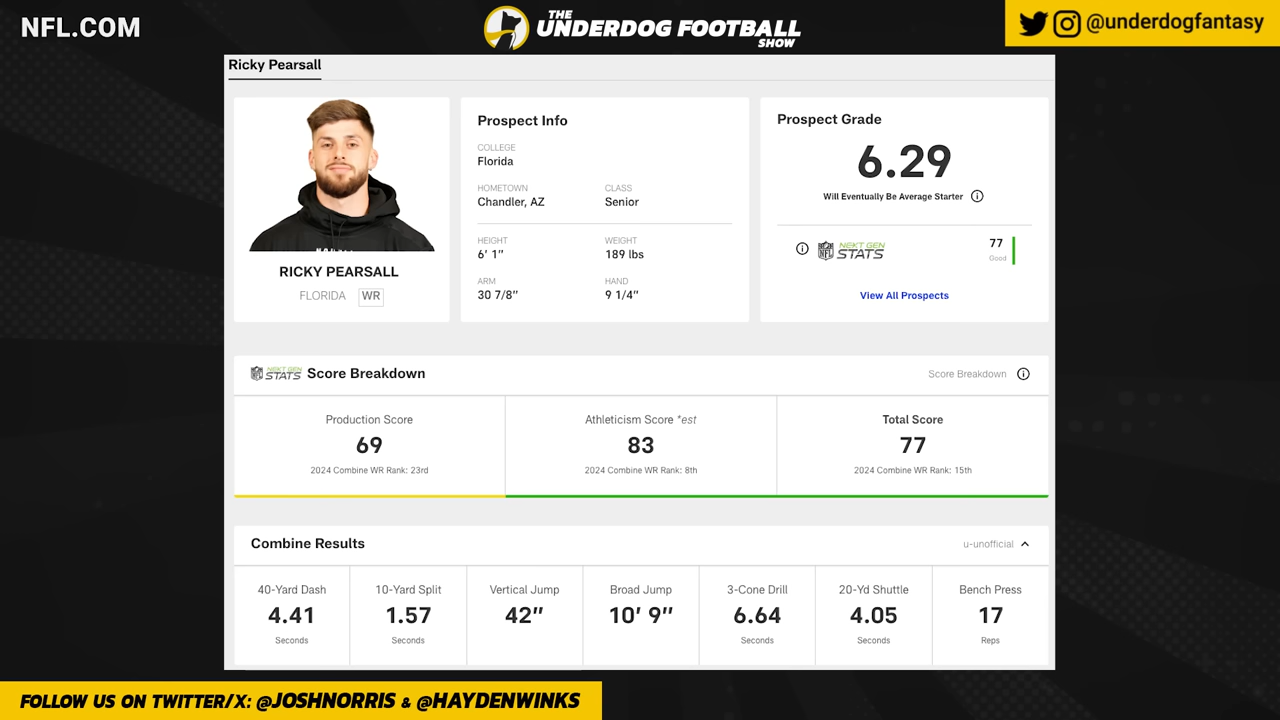 NFL.COM
THE
UNDERDOG FOOTBALL
SHOW
@underdogfantasy
Ricky Pearsall
RICKY PEARSALL
FLORIDA WR
Prospect Info
COLLEGE
Florida
HOMETOWN CLASS
Chandler, AZ Senior
HEIGHT WEIGHT
6' 1" 189 lbs
ARM HAND
30 7/8" 9 1/4"
Prospect Grade
6.29
Will Eventually Be Average Starter
NFL NEXT GEN STATS
77
Good
View All Prospects
NFL NEXT GEN STATS Score Breakdown
Score Breakdown
Production Score Athleticism Score *est Total Score
69 83 77
2024 Combine WR Rank: 23rd 2024 Combine WR Rank: 8th 2024 Combine WR Rank: 15th
Combine Results u-unofficial
40-Yard Dash 10-Yard Split Vertical Jump Broad Jump 3-Cone Drill 20-Yd Shuttle Bench Press
4.41 1.57 42" 10' 9" 6.64 4.05 17
Seconds Seconds Seconds Seconds Reps
FOLLOW US ON TWITTER/X: @JOSHNORRIS & @HAYDENWINKS